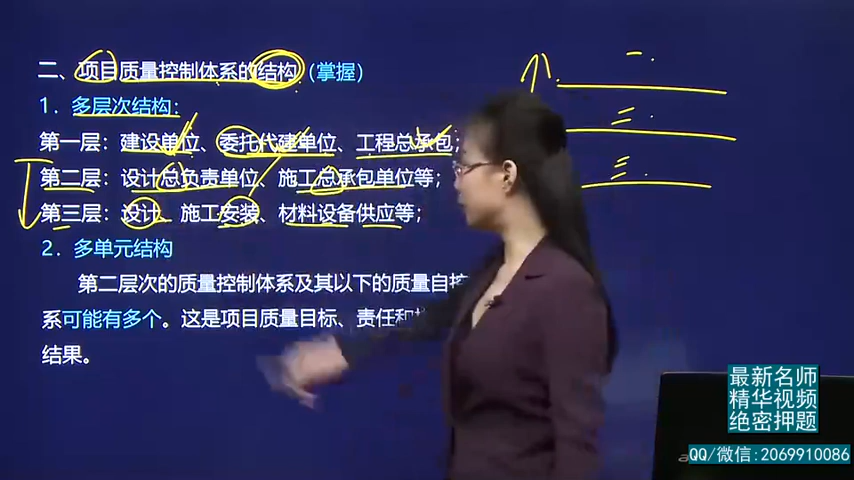 二、项目质量控制体系的结构（掌握）
1．多层次结构；
第一层：建设单位、委托代建单位、工程总承包；
第二层：设计总负责单位、施工总承包单位等；
第三层：设计、施工安装、材料设备供应等；
2．多单元结构
第二层次的质量控制体系及其以下的质量自控
系可能有多个。这是项目质量目标、责任和
结果。
一.
二.
三.
最新名师
精华视频
绝密押题
QQ/微信:2069910086